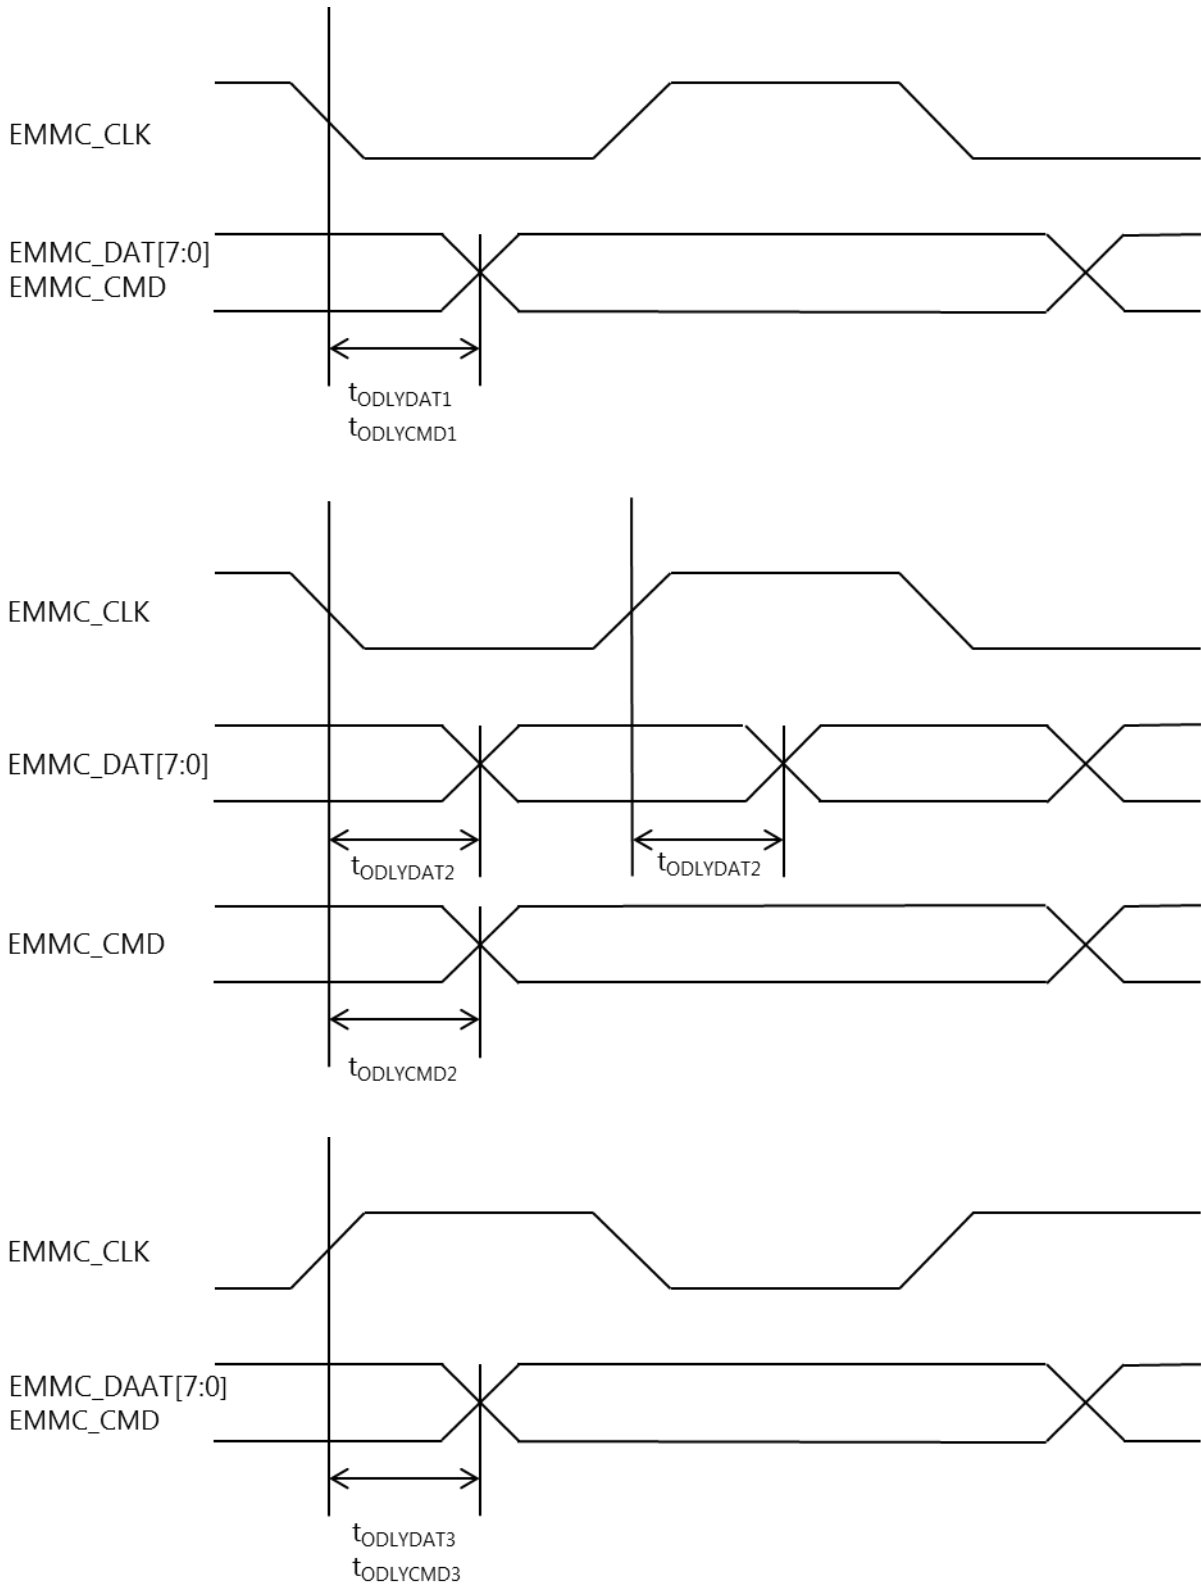 EMMC_CLK
EMMC_DAT[7:0]
EMMC_CMD
tODLYDAT1
tODLYCMD1
EMMC_CLK
EMMC_DAT[7:0]
tODLYDAT2
tODLYDAT2
EMMC_CMD
tODLYCMD2
EMMC_CLK
EMMC_DAAT[7:0]
EMMC_CMD
tODLYDAT3
tODLYCMD3